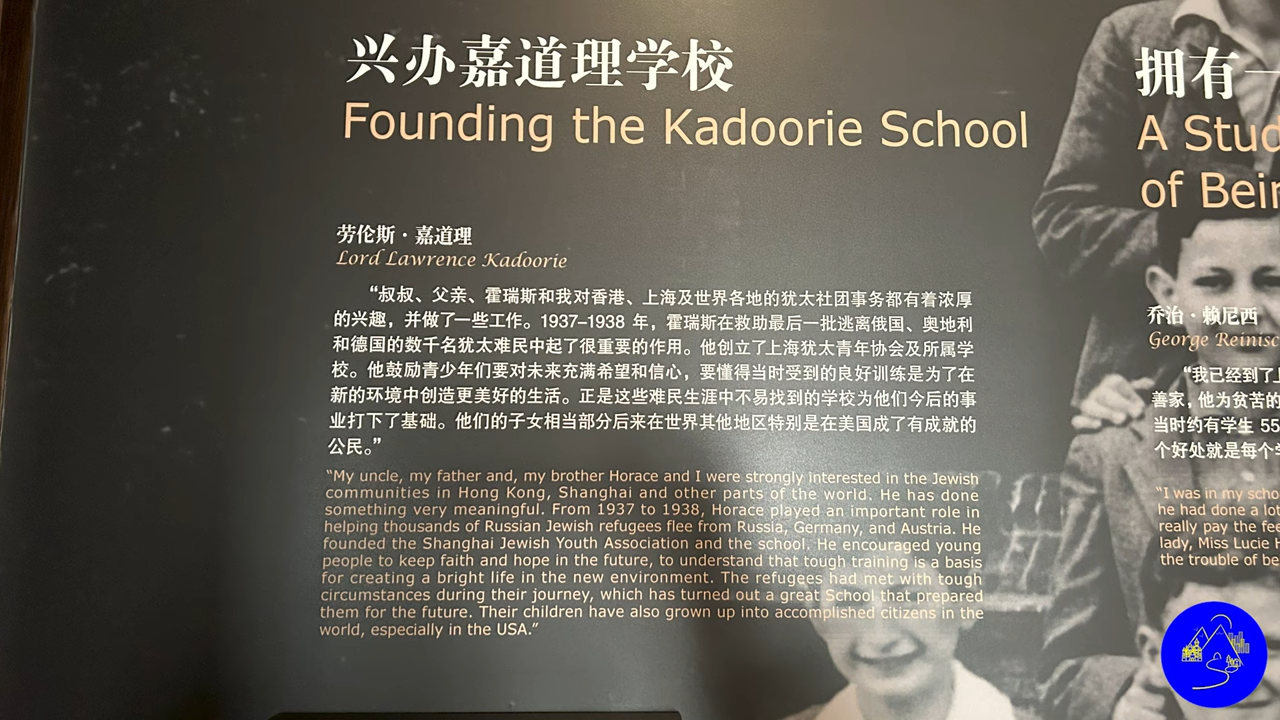 兴办嘉道理学校
Founding the Kadoorie School
劳伦斯·嘉道理
Lord Lawrence Kadoorie
“叔叔、父亲、霍瑞斯和我对香港、上海及世界各地的犹太社团事务都有着浓厚
的兴趣，并做了一些工作。1937-1938 年，霍瑞斯在救助最后一批逃离俄国、奥地利
和德国的数千名犹太难民中起了很重要的作用。他创立了上海犹太青年协会及所属学
校。他鼓励青少年们要对未来充满希望和信心，要懂得当时受到的良好训练是为了在
新的环境中创造更美好的生活。正是这些难民生涯中不易找到的学校为他们今后的事
业打下了基础。他们的子女相当部分后来在世界其他地区特别是在美国成了有成就的
公民。”
“My uncle, my father and, my brother Horace and I were strongly interested in the Jewish
communities in Hong Kong, Shanghai and other parts of the world. He has done
something very meaningful. From 1937 to 1938, Horace played an important role in
helping thousands of Russian Jewish refugees flee from Russia, Germany, and Austria. He
founded the Shanghai Jewish Youth Association and the school. He encouraged young
people to keep faith and hope in the future, to understand that tough training is a basis
for creating a bright life in the new environment. The refugees had met with tough
circumstances during their journey, which has turned out a great School that prepared
them for the future. Their children have also grown up into accomplished citizens in the
world, especially in the USA.”
拥有一
A Stud
of Bein
乔治·赖尼西
George Reinisc
“我已经到了上
善家，他为贫苦的
当时约有学生 55
个好处就是每个学
“I was in my scho
he had done a lot
really pay the fee
lady, Miss Lucie H
the trouble of be